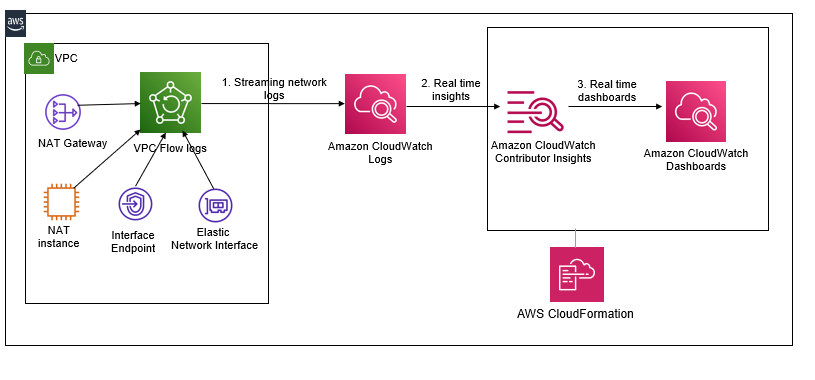 aws
VPC
1. Streaming network
logs
2. Real time
insights
3. Real time
dashboards
NAT Gateway
VPC Flow logs
Amazon CloudWatch
Logs
Amazon CloudWatch
Contributor Insights
Amazon CloudWatch
Dashboards
NAT
instance
Interface
Endpoint
Elastic
Network Interface
AWS CloudFormation